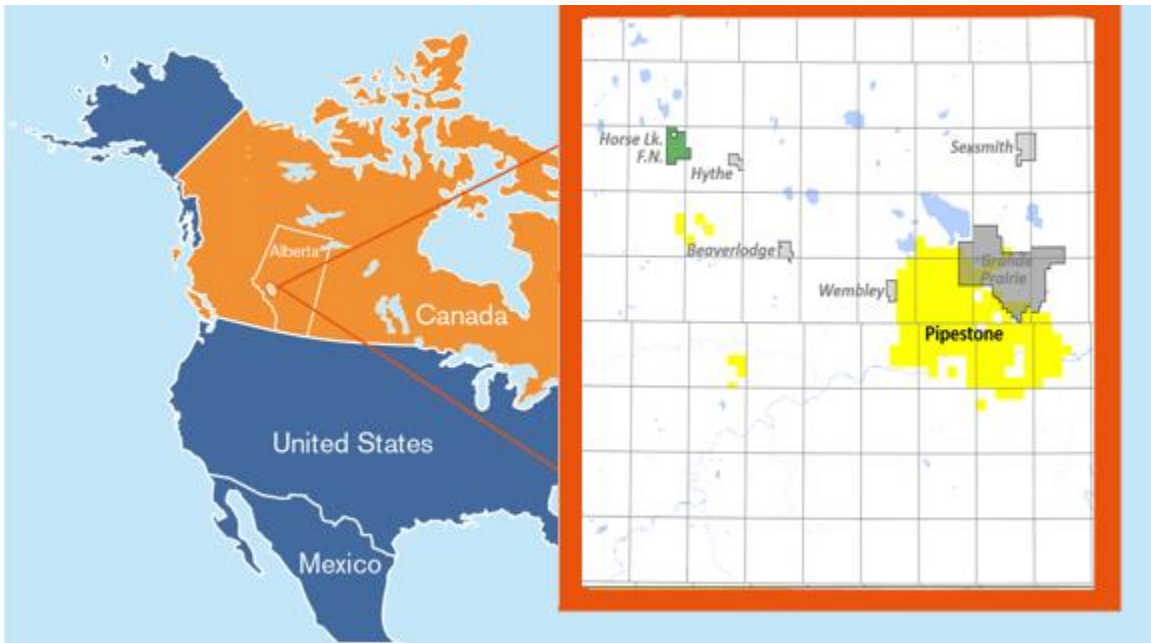 Alberta
Canada
United States
Mexico
Horse Lk.
F.N.
Hythe
Sexsmith
Beaverlodge
Grande
Prairie
Wembley
Pipestone